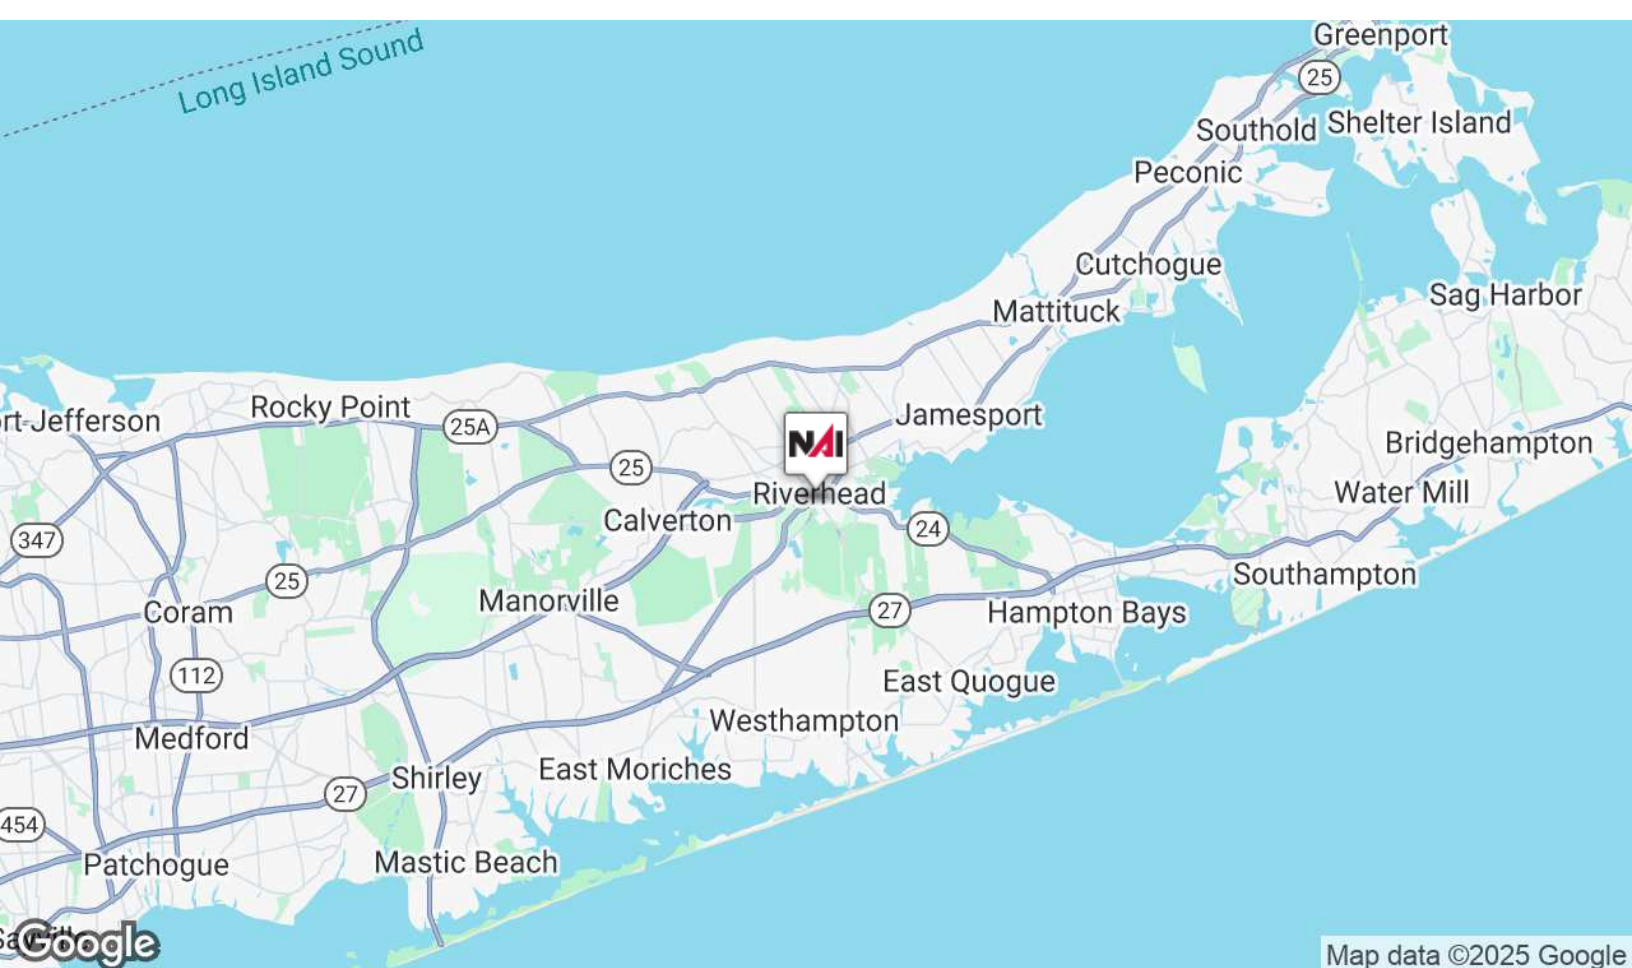 Greenport
Long Island Sound
25
Southold
Shelter Island
Peconic
Cutchogue
Mattituck
Sag Harbor
Rocky Point
25A
ort Jefferson
Jamesport
NAI
Bridgehampton
25
Riverhead
Water Mill
Calverton
24
347
25
Southampton
Manorville
Coram
27
Hampton Bays
112
East Quogue
Westhampton
Medford
East Moriches
Shirley
27
454
Patchogue
Mastic Beach
Google
Map data ©2025 Google